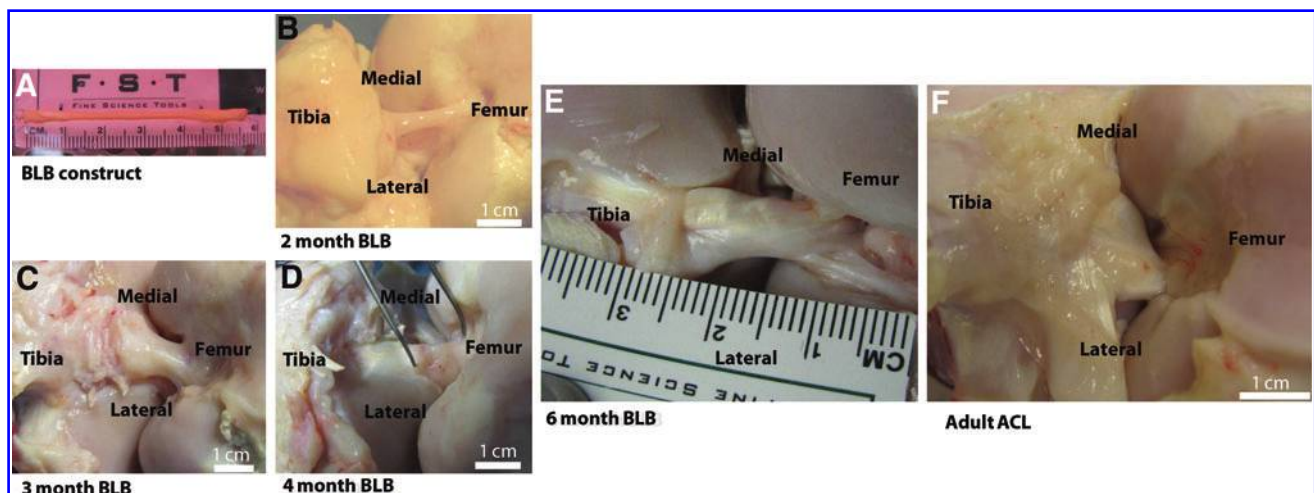 A
F·S·T
FINE SCIENCE TOOLS
CM 1 2 3 4 5 6
BLB construct
B
Medial
Tibia
Femur
Lateral
1 cm
2 month BLB
C
Medial
Tibia
Femur
Lateral
1 cm
3 month BLB
D
Medial
Tibia
Femur
Lateral
1 cm
4 month BLB
E
Medial
Femur
Tibia
3 2 1 CM
Lateral
FINE SCIENCE TO
6 month BLB
F
Medial
Tibia
Femur
Lateral
1 cm
Adult ACL